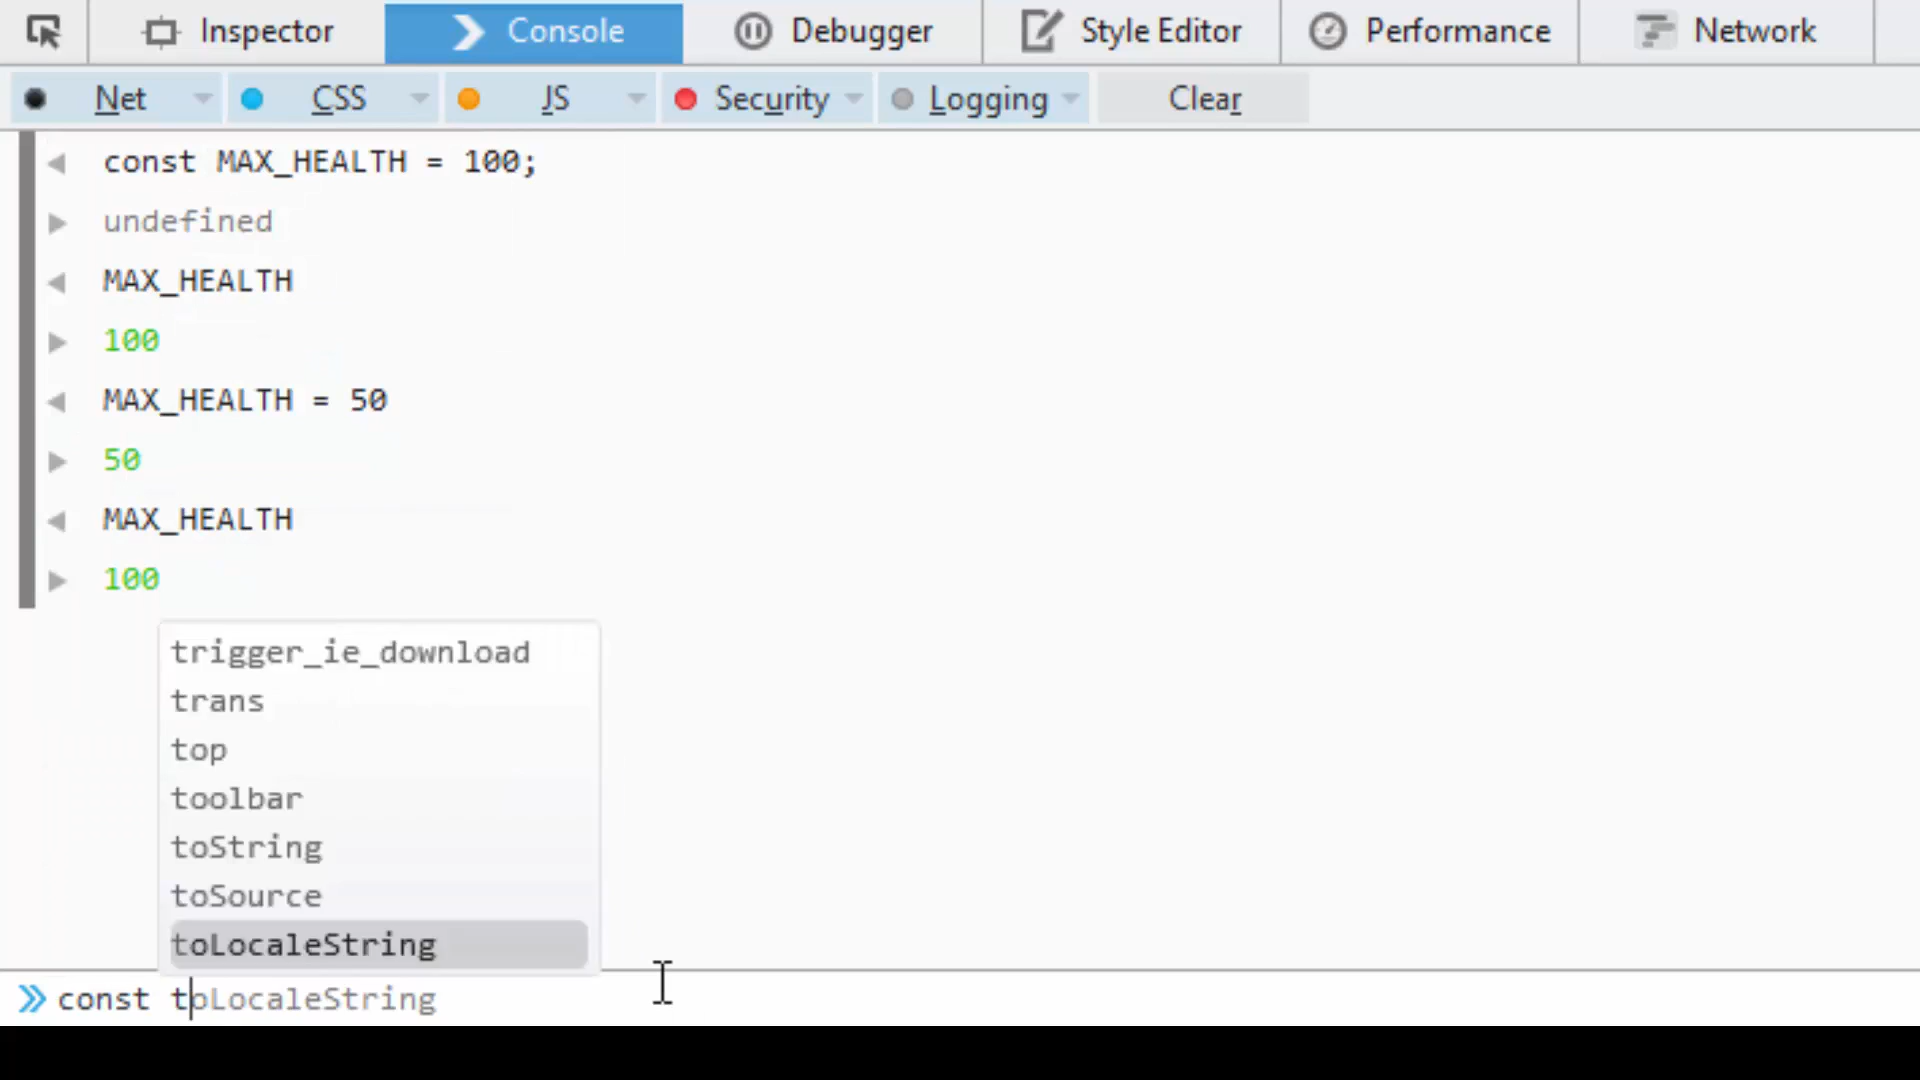 Inspector Console Debugger Style Editor Performance Network
Net CSS JS Security Logging Clear
const MAX_HEALTH = 100;
undefined
MAX_HEALTH
100
MAX_HEALTH = 50
50
MAX_HEALTH
100
trigger_ie_download
trans
top
toolbar
toString
toSource
toLocaleString
const toLocaleString